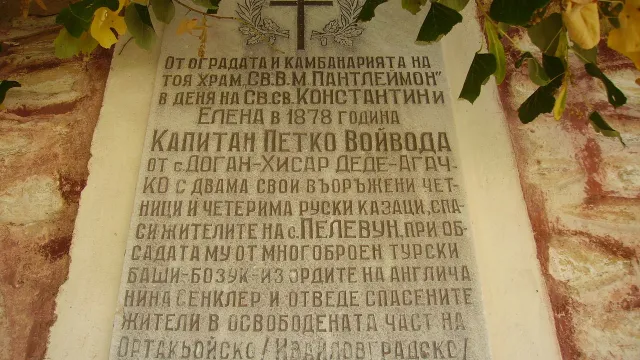 ОТ ОГРАДАТА И КАМБАНАРИЯТА НА
ТОЯ ХРАМ „СВ. В. М. ПАНТЛЕЙМОН"
В ДЕНЯ НА СВ. СВ. КОНСТАНТИН И
ЕЛЕНА В 1878 ГОДИНА
КАПИТАН ПЕТКО ВОЙВОДА
ОТ С. ДОГАН-ХИСАР ДЕДЕ-АГАЧ-
КО С ДВАМА СВОИ ВЪОРЪЖЕНИ ЧЕТ-
НИЦИ И ЧЕТЕРИМА РУСКИ КАЗАЦИ, СПА-
СИ ЖИТЕЛИТЕ НА С. ПЕЛЕВУН, ПРИ ОБ-
САДАТА МУ ОТ МНОГОБРОЕН ТУРСКИ
БАШИ-БОЗУК-ИЗ ОРДИТЕ НА АНГЛИЧА
НИНА СЕНКЛЕР И ОТВЕДЕ СПАСЕНИТЕ
ЖИТЕЛИ В ОСВОБОДЕНАТА ЧАСТ НА
ОРТАКЬОЙСКО /ИВАЙЛОВГРАДСКО/